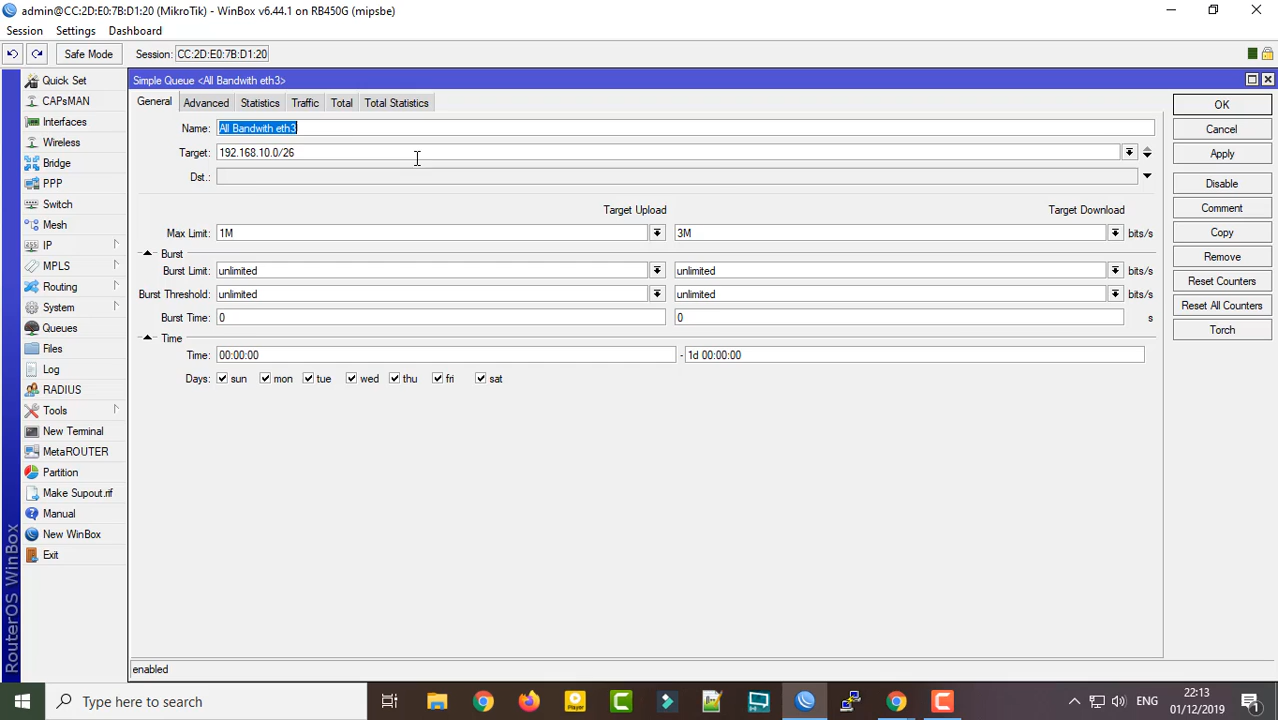 admin@CC:2D:E0:7B:D1:20 (MikroTik) - WinBox v6.44.1 on RB450G (mipsbe)
Session Settings Dashboard
Safe Mode Session: CC:2D:E0:7B:D1:20
Quick Set
CAPsMAN
Interfaces
Wireless
Bridge
PPP
Switch
Mesh
IP
MPLS
Routing
System
Queues
Files
Log
RADIUS
Tools
New Terminal
MetaROUTER
Partition
Make Supout.rif
Manual
New WinBox
Exit
RouterOS WinBox
Simple Queue <All Bandwith eth3>
General Advanced Statistics Traffic Total Total Statistics
Name: All Bandwith eth3
Target: 192.168.10.0/26
Dst.:
Target Upload Target Download
Max Limit: 1M 3M bits/s
Burst
Burst Limit: unlimited unlimited bits/s
Burst Threshold: unlimited unlimited bits/s
Burst Time: 0 0 s
Time
Time: 00:00:00 - 1d 00:00:00
Days: sun mon tue wed thu fri sat
enabled
OK
Cancel
Apply
Disable
Comment
Copy
Remove
Reset Counters
Reset All Counters
Torch
Type here to search
Player
ENG
22:13
01/12/2019
1